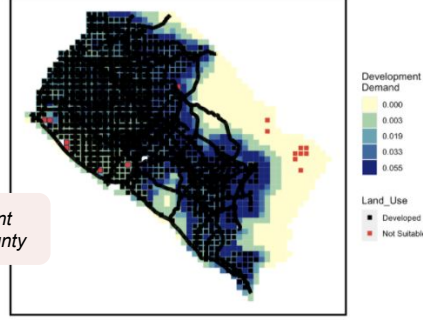 Development
Demand
0.000
0.003
0.019
0.033
0.055
Land_Use
Developed
Not Suitable
nt
unty